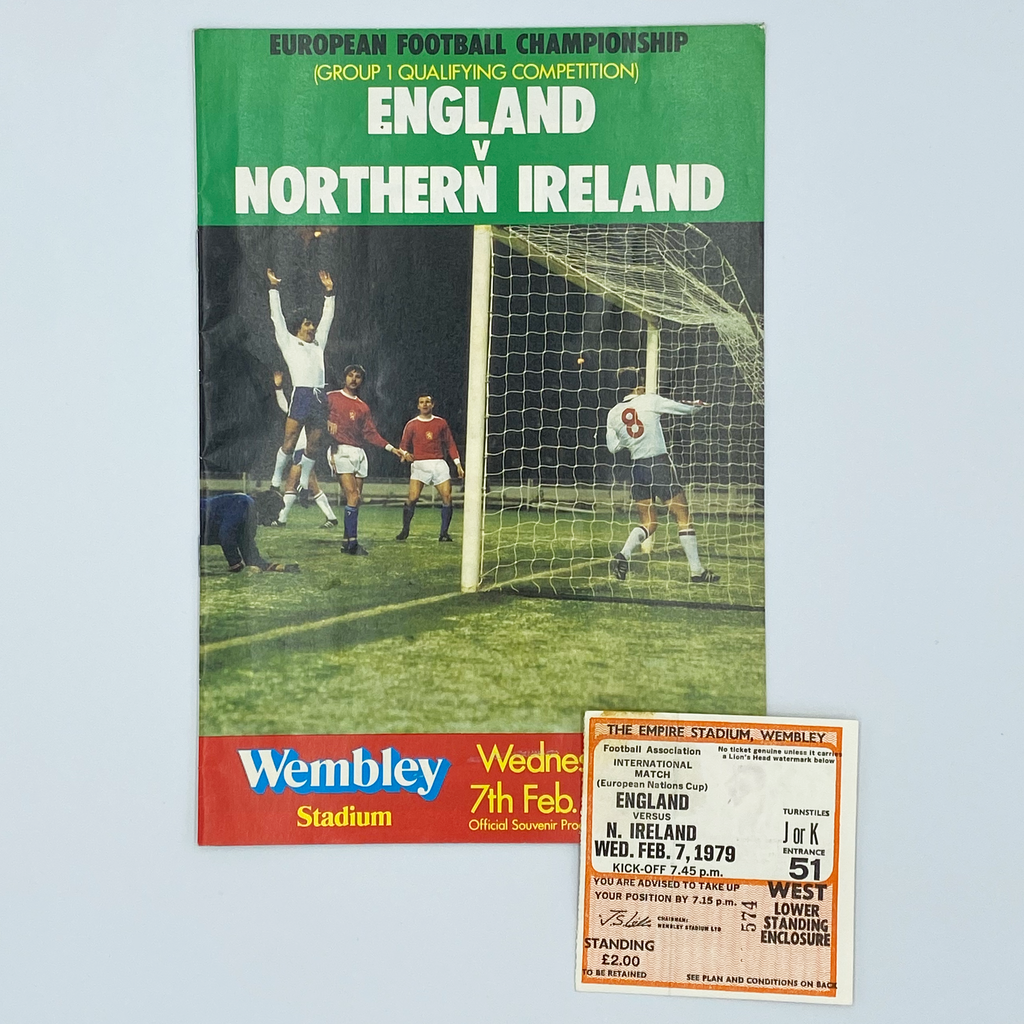 EUROPEAN FOOTBALL CHAMPIONSHIP
(GROUP 1 QUALIFYING COMPETITION)
ENGLAND
V
NORTHERN IRELAND
8
Wembley
Stadium
Wednes
7th Feb.
Official Souvenir Pro
THE EMPIRE STADIUM, WEMBLEY
Football Association
No ticket genuine unless it carries
a Lion's Head watermark below
INTERNATIONAL
MATCH
(European Nations Cup)
ENGLAND
VERSUS
N. IRELAND
WED. FEB. 7, 1979
KICK-OFF 7.45 p.m.
TURNSTILES
J or K
ENTRANCE
51
YOU ARE ADVISED TO TAKE UP
YOUR POSITION BY 7.15 p.m.
CHAIRMAN:
WEMBLEY STADIUM LTD
574
WEST
LOWER
STANDING
ENCLOSURE
STANDING
£2.00
TO BE RETAINED
SEE PLAN AND CONDITIONS ON BACK